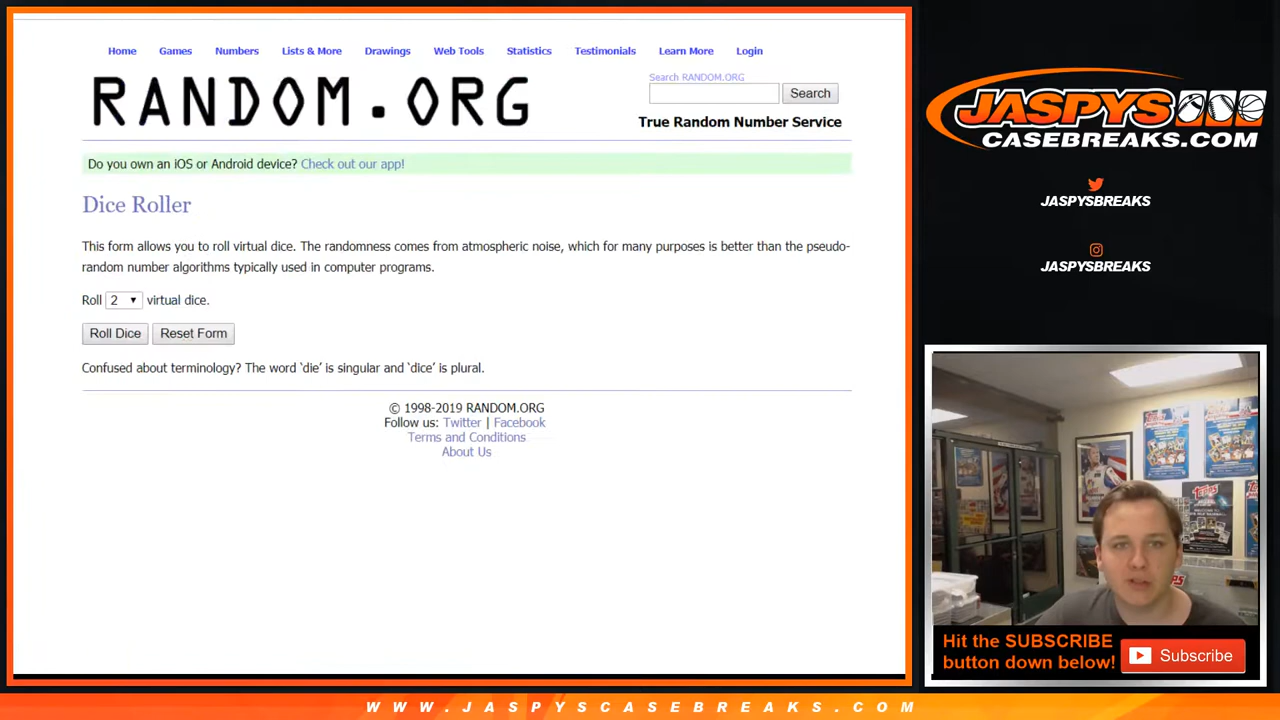 Home Games Numbers Lists & More Drawings Web Tools Statistics Testimonials Learn More Login
RANDOM.ORG
Search RANDOM.ORG
Search
True Random Number Service
Do you own an iOS or Android device? Check out our app!
Dice Roller
This form allows you to roll virtual dice. The randomness comes from atmospheric noise, which for many purposes is better than the pseudo-
random number algorithms typically used in computer programs.
Roll 2 virtual dice.
Roll Dice Reset Form
Confused about terminology? The word ‘die’ is singular and ‘dice’ is plural.
© 1998-2019 RANDOM.ORG
Follow us: Twitter | Facebook
Terms and Conditions
About Us
JASPYS
CASEBREAKS.COM
JASPYSBREAKS
JASPYSBREAKS
Topps
Hit the SUBSCRIBE
button down below!
Subscribe
WWW.JASPYSCASEBREAKS.COM